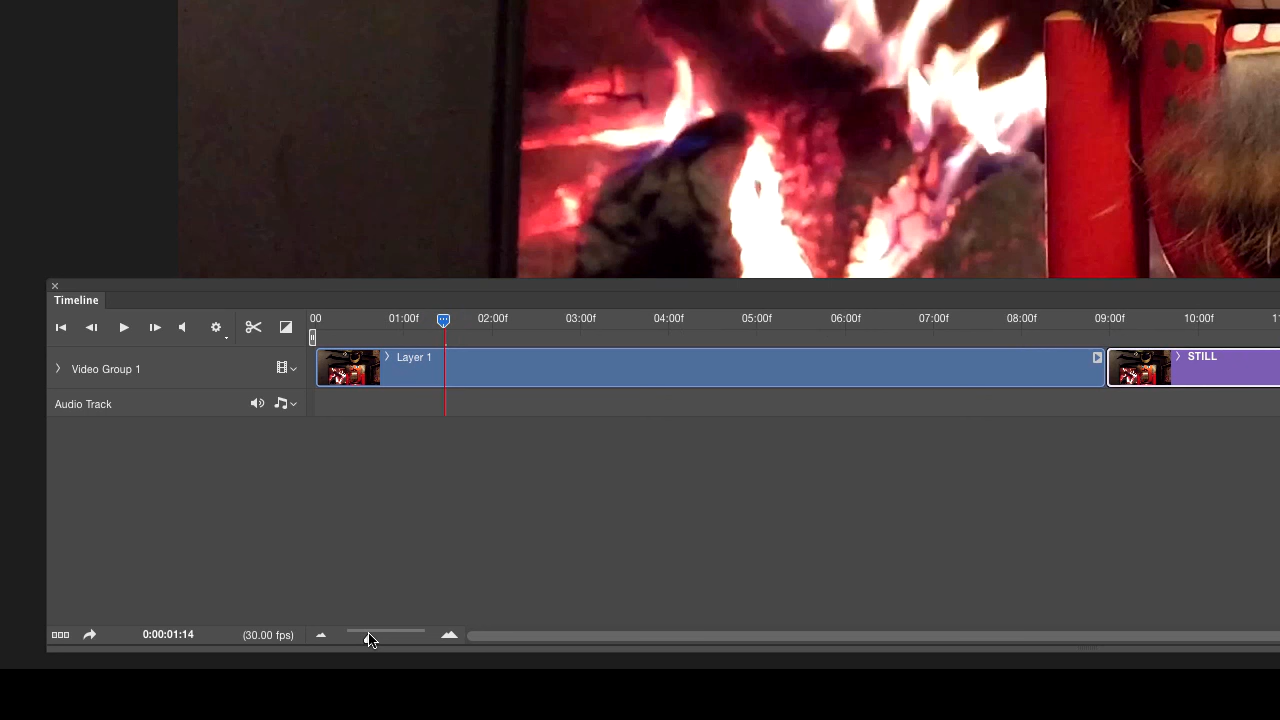 Timeline
00 01:00f 02:00f 03:00f 04:00f 05:00f 06:00f 07:00f 08:00f 09:00f 10:00f
Video Group 1
Layer 1
STILL
Audio Track
0:00:01:14 (30.00 fps)